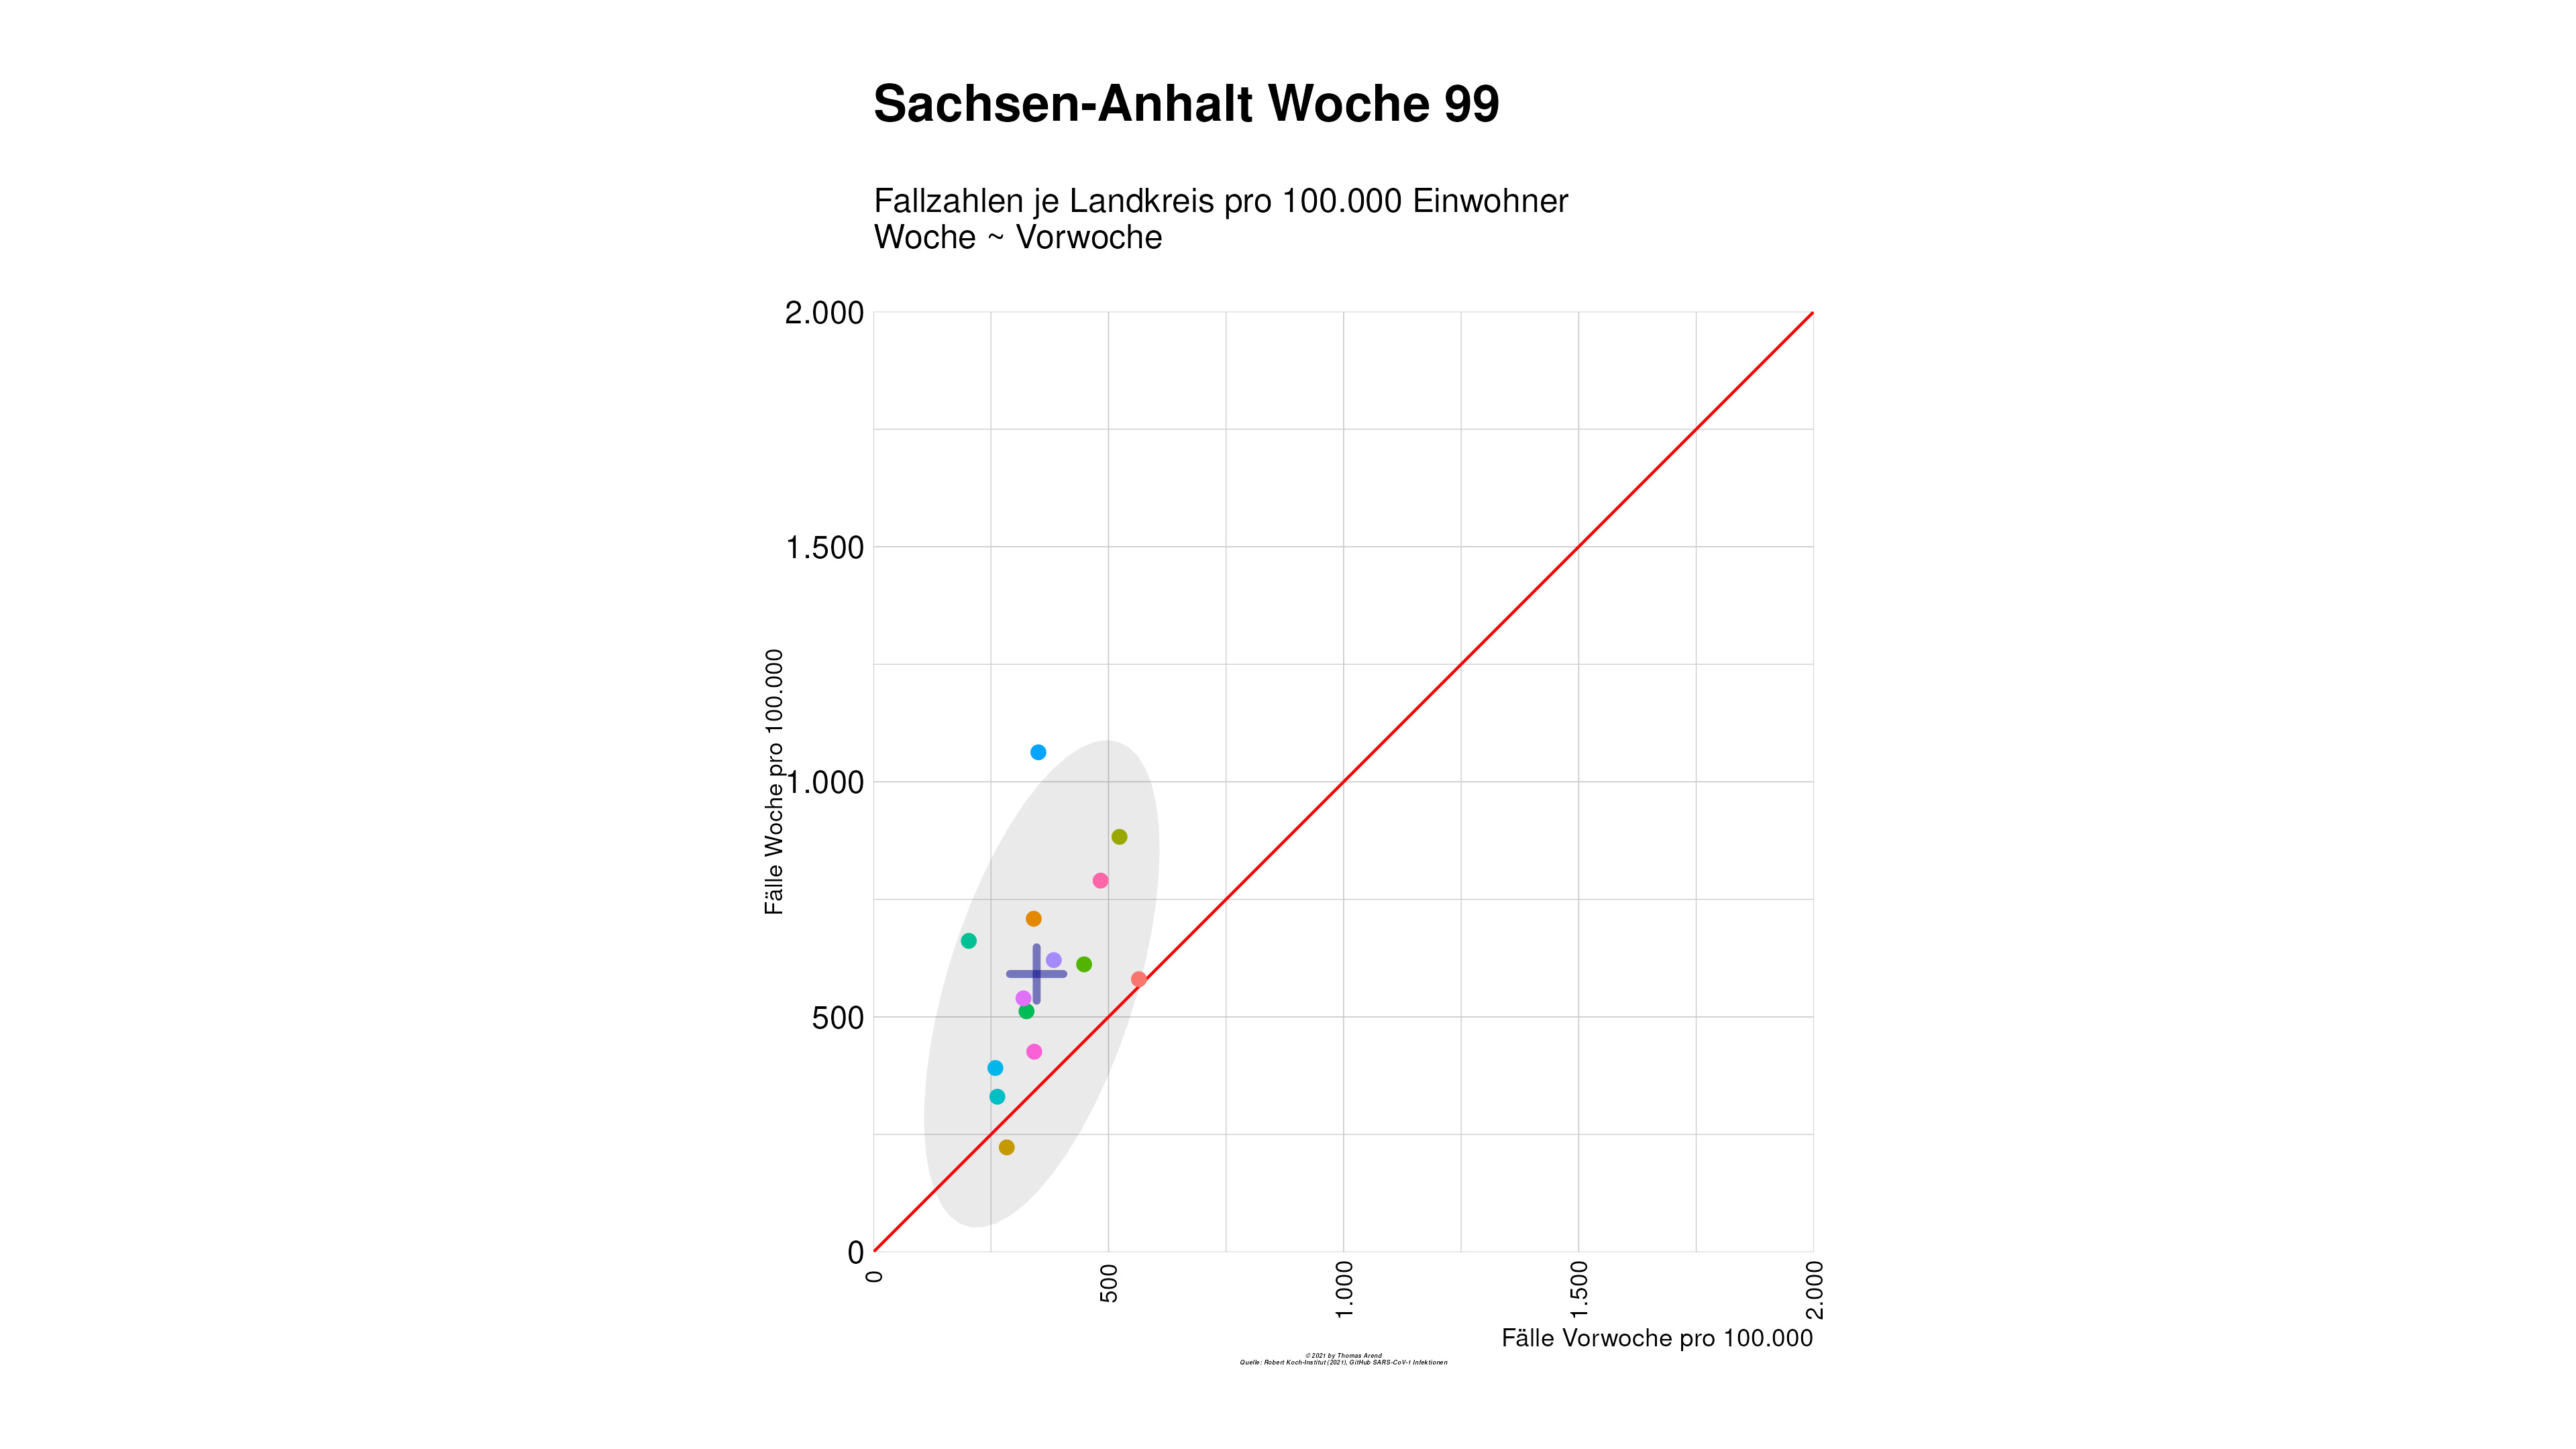 Sachsen-Anhalt Woche 99
Fallzahlen je Landkreis pro 100.000 Einwohner
Woche ~ Vorwoche
2.000
1.500
1.000
500
0
Fälle Woche pro 100.000
0
500
1.000
1.500
2.000
Fälle Vorwoche pro 100.000
© 2021 by Thomas Arend
Quelle: Robert Koch-Institut (2021), GitHub SARS-CoV-1 Infektionen